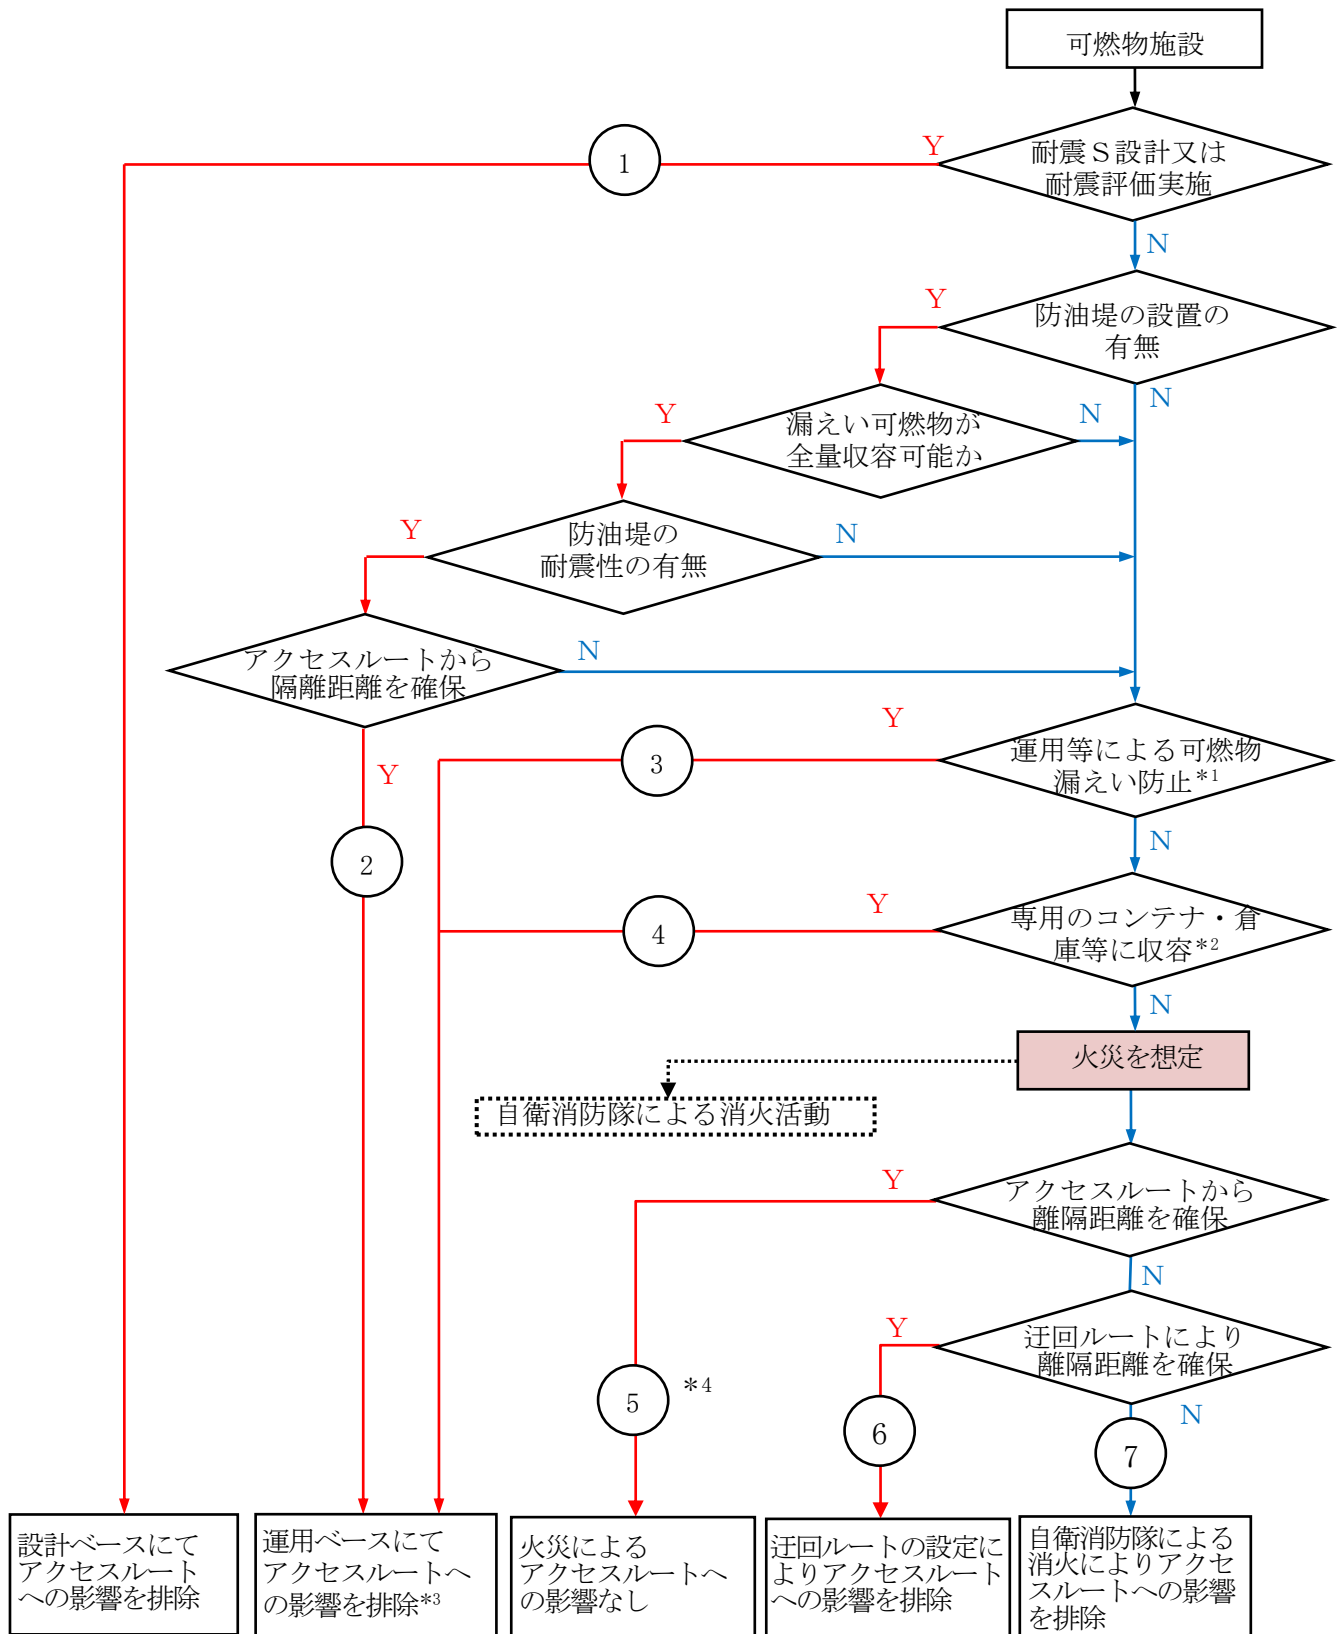 可燃物施設
Y
1
耐震Ｓ設計又は
耐震評価実施
N
Y
防油堤の設置の
有無
N
Y
漏えい可燃物が
全量収容可能か
N
Y
防油堤の
耐震性の有無
N
アクセスルートから
隔離距離を確保
N
Y
2
Y
3
運用等による可燃物
漏えい防止*1
N
Y
4
専用のコンテナ・倉
庫等に収容*2
N
火災を想定
自衛消防隊による消火活動
Y
アクセスルートから
離隔距離を確保
N
Y
迂回ルートにより
離隔距離を確保
N
5
*4
6
7
設計ベースにて
アクセスルート
への影響を排除
運用ベースにて
アクセスルートへ
の影響を排除*3
火災による
アクセスルートへ
の影響なし
迂回ルートの設定に
よりアクセスルート
への影響を排除
自衛消防隊による
消火によりアクセ
スルートへの影響
を排除